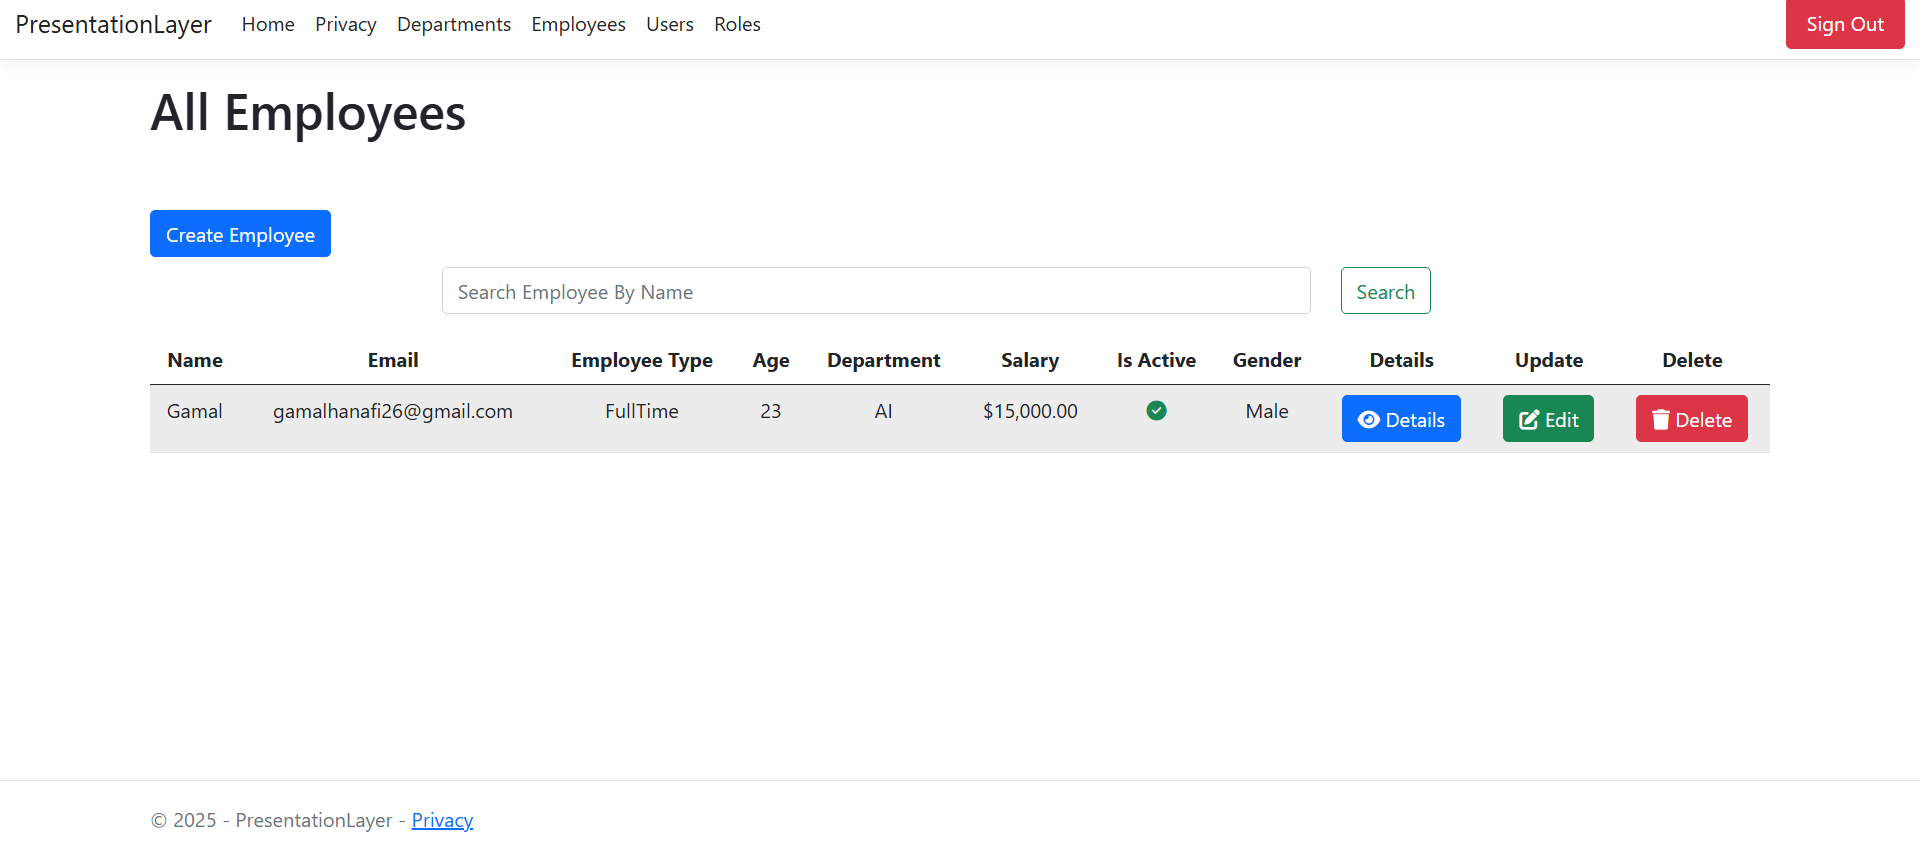 PresentationLayer Home Privacy Departments Employees Users Roles Sign Out
All Employees
Create Employee
Search Employee By Name Search
Name Email Employee Type Age Department Salary Is Active Gender Details Update Delete
Gamal gamalhanafi26@gmail.com FullTime 23 AI $15,000.00 Male Details Edit Delete
© 2025 - PresentationLayer - Privacy